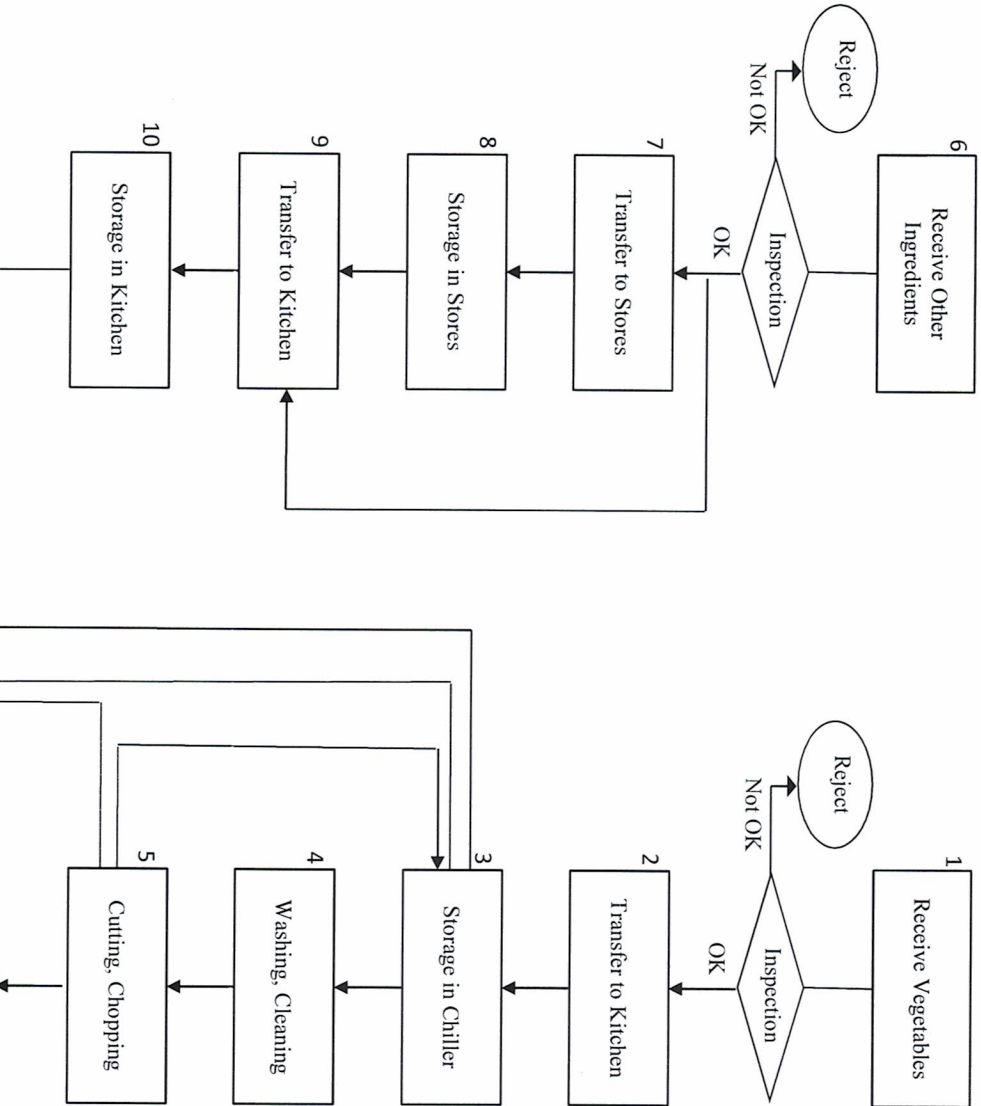 6
Receive Other
Ingredients
Inspection
Reject
Not OK
OK
7
Transfer to Stores
8
Storage in Stores
9
Transfer to Kitchen
10
Storage in Kitchen
1
Receive Vegetables
Inspection
Reject
Not OK
OK
2
Transfer to Kitchen
3
Storage in Chiller
4
Washing, Cleaning
5
Cutting, Chopping